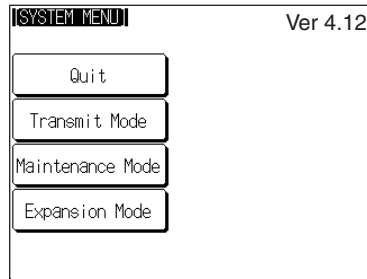 SYSTEM MENU
Ver 4.12
Quit
Transmit Mode
Maintenance Mode
Expansion Mode